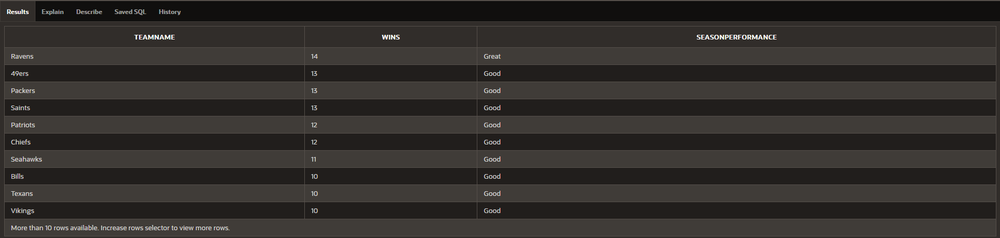 Results Explain Describe Saved SQL History
TEAMNAME WINS SEASONPERFORMANCE
Ravens 14 Great
49ers 13 Good
Packers 13 Good
Saints 13 Good
Patriots 12 Good
Chiefs 12 Good
Seahawks 11 Good
Bills 10 Good
Texans 10 Good
Vikings 10 Good
More than 10 rows available. Increase rows selector to view more rows.